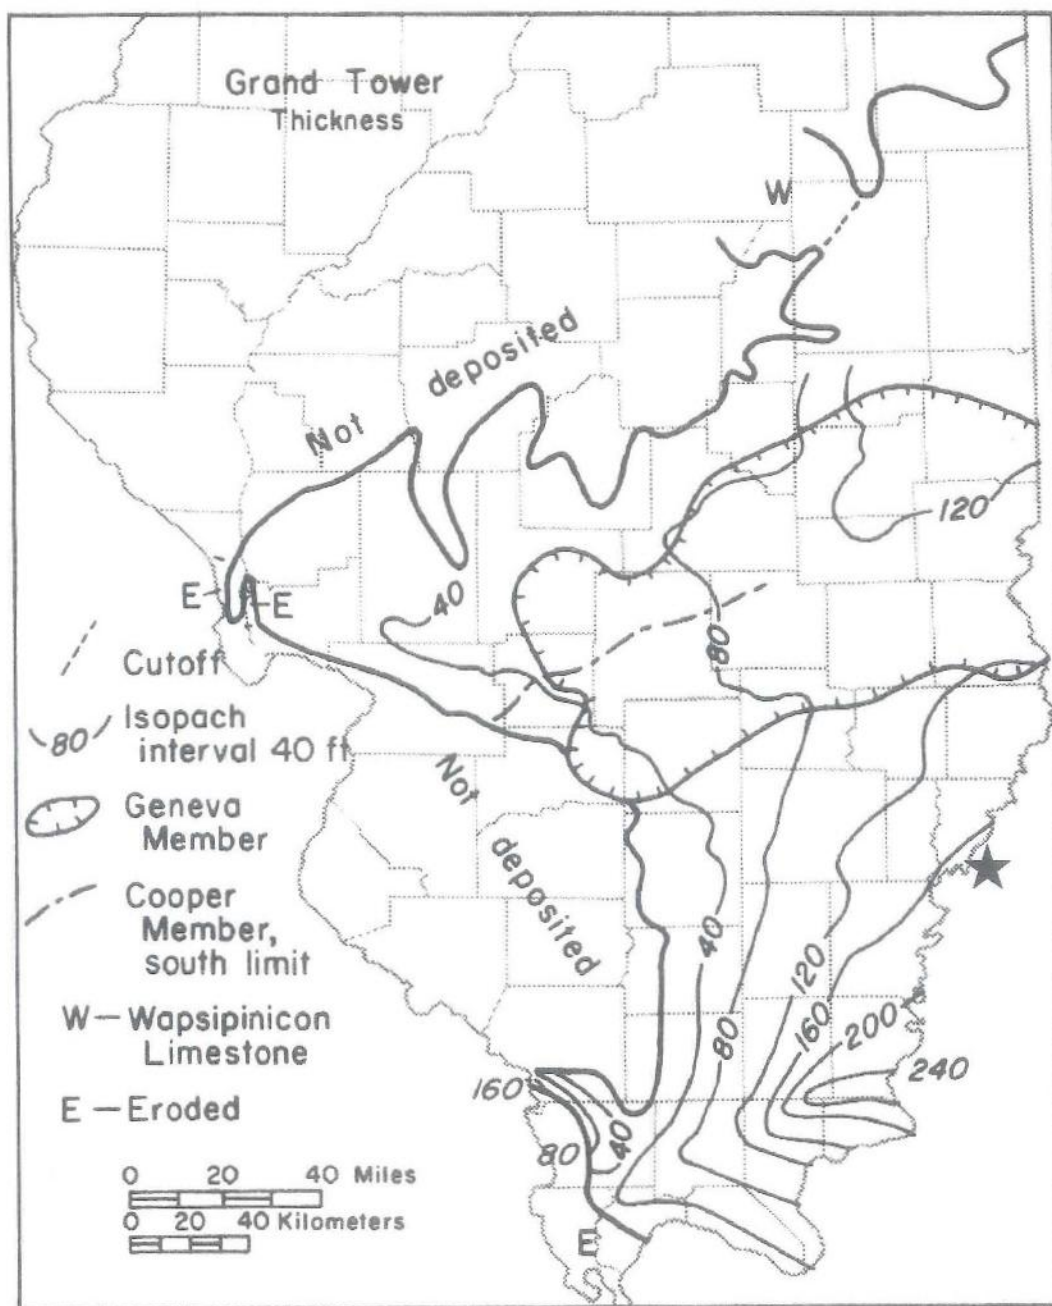 Grand Tower
Thickness
W
Not deposited
120
E
E
40
80
Cutoff
80 Isopach
interval 40 ft
Geneva
Member
Cooper
Member,
south limit
W—Wapsipinicon
Limestone
E—Eroded
Not
deposited
40
80
120
160
200
240
160
80
40
E
0 20 40 Miles
0 20 40 Kilometers